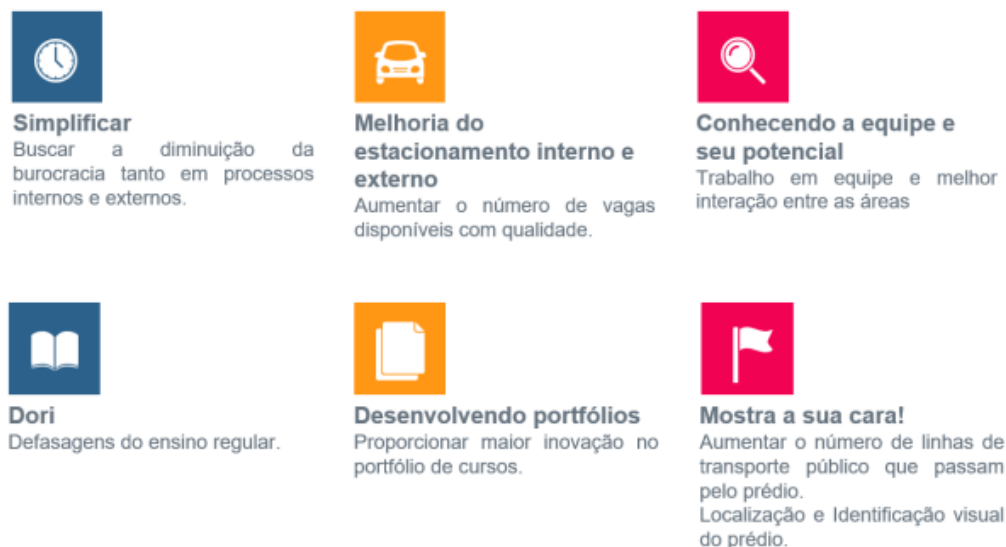 Simplificar
Buscar a diminuição da
burocracia tanto em processos
internos e externos.
Melhoria do
estacionamento interno e
externo
Aumentar o número de vagas
disponíveis com qualidade.
Conhecendo a equipe e
seu potencial
Trabalho em equipe e melhor
interação entre as áreas
Dori
Defasagens do ensino regular.
Desenvolvendo portfólios
Proporcionar maior inovação no
portfólio de cursos.
Mostra a sua cara!
Aumentar o número de linhas de
transporte público que passam
pelo prédio.
Localização e Identificação visual
do prédio.